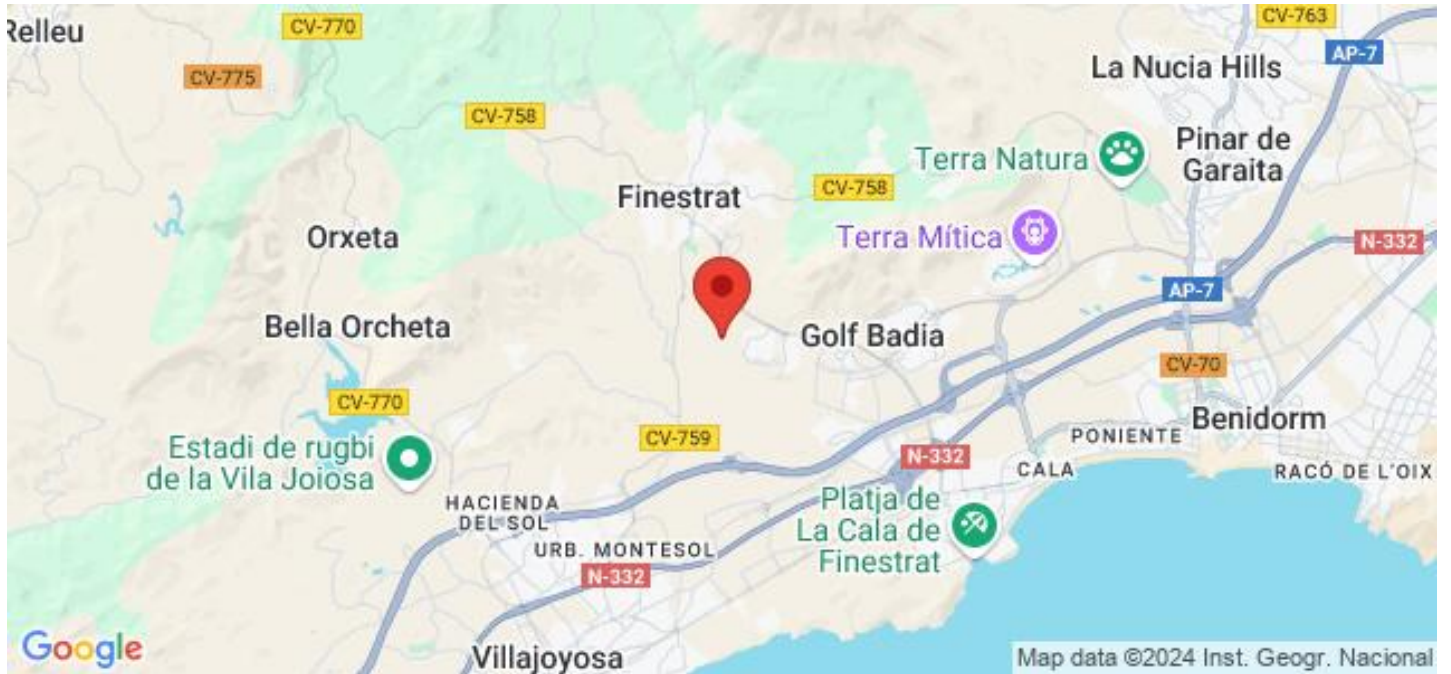 Relleu
CV-770
CV-763
AP-7
La Nucia Hills
CV-775
CV-758
Pinar de
Garaita
Terra Natura
Finestrat
CV-758
Orxeta
Terra Mítica
N-332
AP-7
Bella Orcheta
Golf Badia
CV-70
CV-770
Benidorm
CV-759
PONIENTE
Estadi de rugbi
de la Vila Joiosa
N-332
CALA
RACÓ DE L'OIX
HACIENDA
DEL SOL
Platja de
La Cala de
Finestrat
URB. MONTESOL
N-332
Google
Villajoyosa
Map data ©2024 Inst. Geogr. Nacional